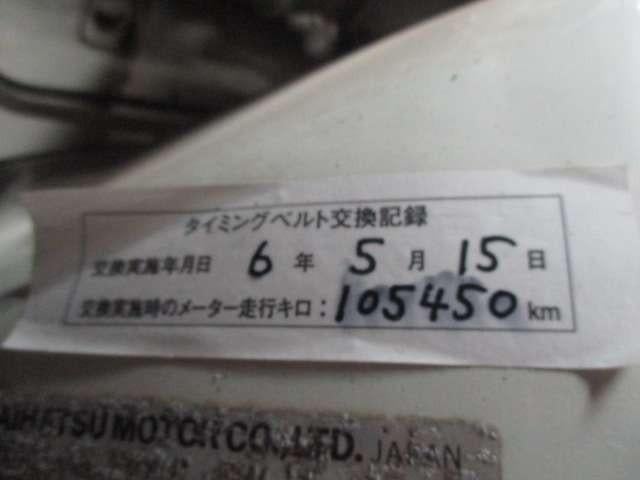 タイミングベルト交換記録
交換実施年月日 6 年 5 月 15 日
交換実施時のメーター走行キロ：105450 km
AIHATSU MOTOR CO., LTD. JAPAN